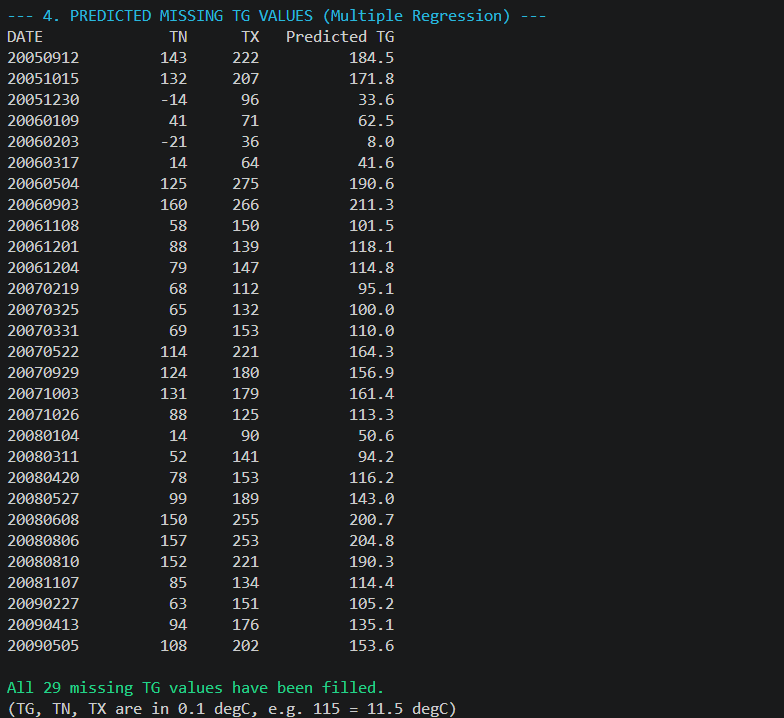 --- 4. PREDICTED MISSING TG VALUES (Multiple Regression) ---
DATE TN TX Predicted TG
20050912 143 222 184.5
20051015 132 207 171.8
20051230 -14 96 33.6
20060109 41 71 62.5
20060203 -21 36 8.0
20060317 14 64 41.6
20060504 125 275 190.6
20060903 160 266 211.3
20061108 58 150 101.5
20061201 88 139 118.1
20061204 79 147 114.8
20070219 68 112 95.1
20070325 65 132 100.0
20070331 69 153 110.0
20070522 114 221 164.3
20070929 124 180 156.9
20071003 131 179 161.4
20071026 88 125 113.3
20080104 14 90 50.6
20080311 52 141 94.2
20080420 78 153 116.2
20080527 99 189 143.0
20080608 150 255 200.7
20080806 157 253 204.8
20080810 152 221 190.3
20081107 85 134 114.4
20090227 63 151 105.2
20090413 94 176 135.1
20090505 108 202 153.6
All 29 missing TG values have been filled.
(TG, TN, TX are in 0.1 degC, e.g. 115 = 11.5 degC)